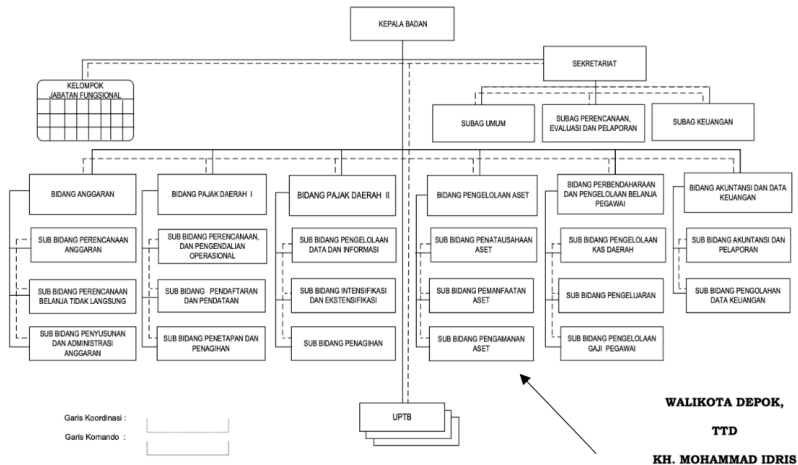 KEPALA BADAN
SEKRETARIAT
KELOMPOK
JABATAN FUNGSIONAL
SUBAG UMUM
SUBAG PERENCANAAN,
EVALUASI DAN PELAPORAN
SUBAG KEUANGAN
BIDANG ANGGARAN
BIDANG PAJAK DAERAH I
BIDANG PAJAK DAERAH II
BIDANG PENGELOLAAN ASET
BIDANG PERBENDAHARAAN
DAN PENGELOLAAN BELANJA
PEGAWAI
BIDANG AKUNTANSI DAN DATA
KEUANGAN
SUB BIDANG PERENCANAAN
ANGGARAN
SUB BIDANG PERENCANAAN,
DAN PENGENDALIAN
OPERASIONAL
SUB BIDANG PENGELOLAAN
DATA DAN INFORMASI
SUB BIDANG PENATAUSAHAAN
ASET
SUB BIDANG PENGELOLAAN
KAS DAERAH
SUB BIDANG AKUNTANSI DAN
PELAPORAN
SUB BIDANG PERENCANAAN
BELANJA TIDAK LANGSUNG
SUB BIDANG PENDAFTARAN
DAN PENDATAAN
SUB BIDANG INTENSIFIKASI
DAN EKSTENSIFIKASI
SUB BIDANG PEMANFAATAN
ASET
SUB BIDANG PENGELUARAN
SUB BIDANG PENGOLAHAN
DATA KEUANGAN
SUB BIDANG PENYUSUNAN
DAN ADMINISTRASI
ANGGARAN
SUB BIDANG PENETAPAN DAN
PENAGIHAN
SUB BIDANG PENAGIHAN
SUB BIDANG PENGAMANAN
ASET
SUB BIDANG PENGELOLAAN
GAJI PEGAWAI
UPTB
Garis Koordinasi :
Garis Komando :
WALIKOTA DEPOK,
TTD
KH. MOHAMMAD IDRIS